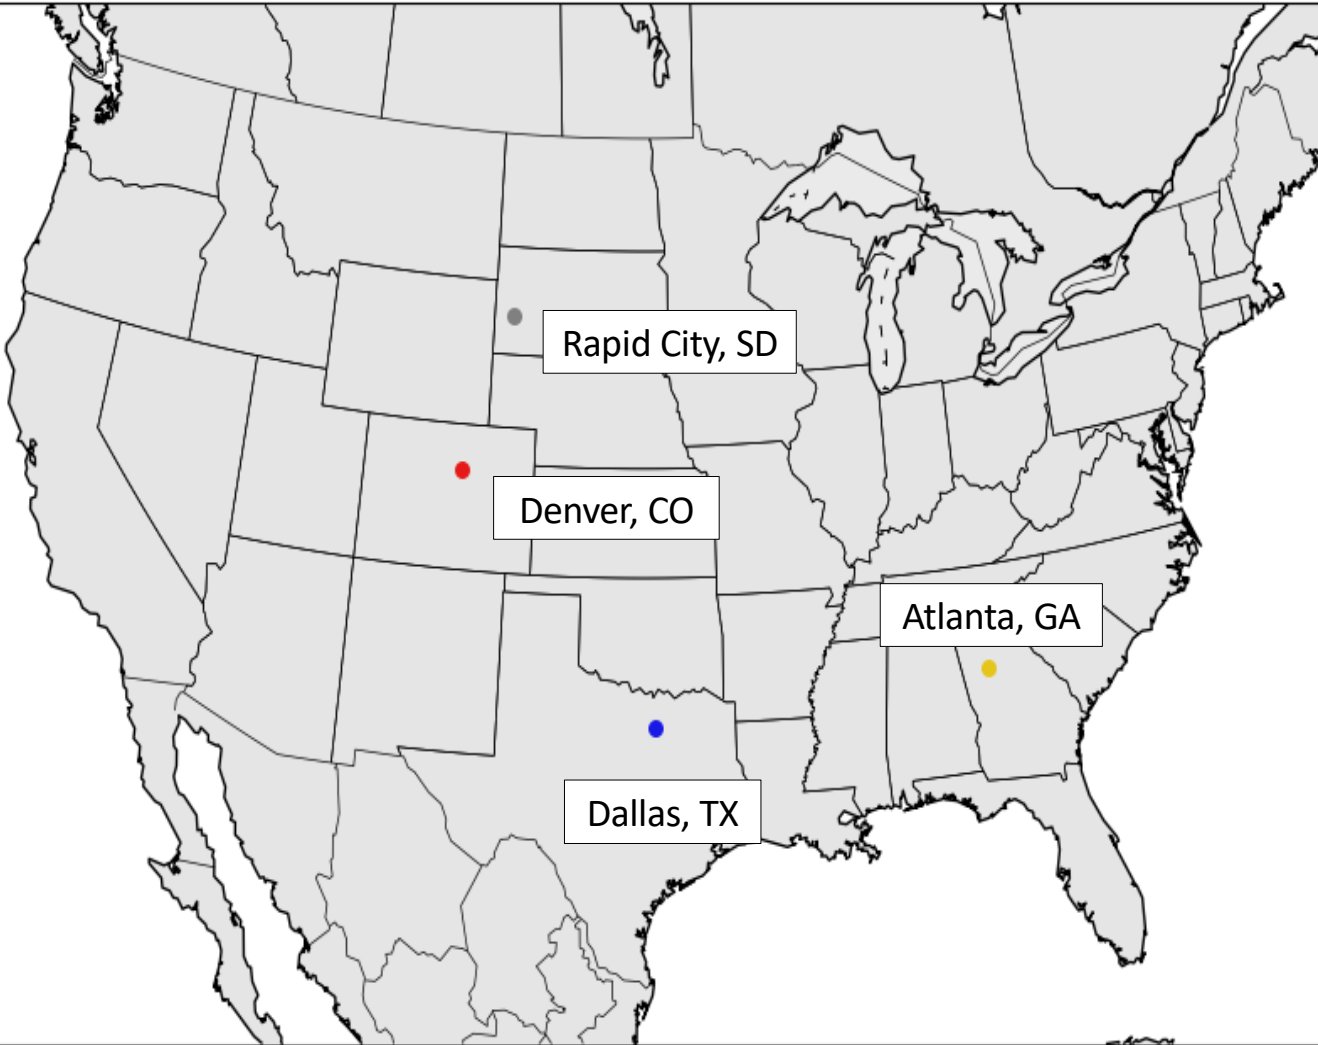 Rapid City, SD
Denver, CO
Atlanta, GA
Dallas, TX